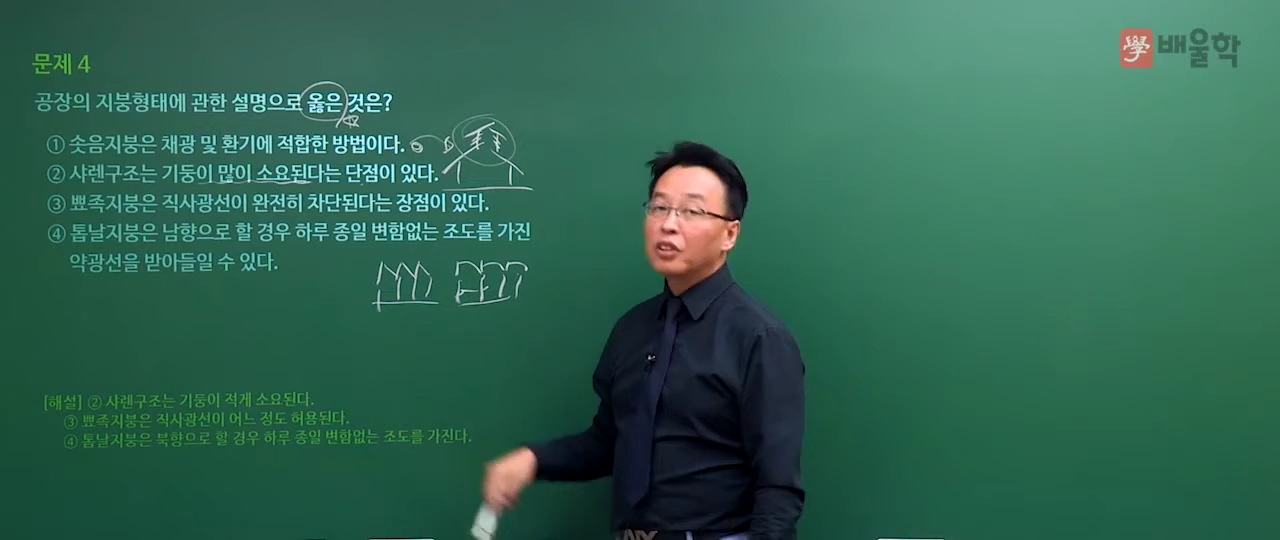 學 배울학
문제 4
공장의 지붕형태에 관한 설명으로 옳은 것은?
① 솟음지붕은 채광 및 환기에 적합한 방법이다.
② 샤렌구조는 기둥이 많이 소요된다는 단점이 있다.
③ 뾰족지붕은 직사광선이 완전히 차단된다는 장점이 있다.
④ 톱날지붕은 남향으로 할 경우 하루 종일 변함없는 조도를 가진
약광선을 받아들일 수 있다.
[해설] ② 샤렌구조는 기둥이 적게 소요된다.
③ 뾰족지붕은 직사광선이 어느 정도 허용된다.
④ 톱날지붕은 북향으로 할 경우 하루 종일 변함없는 조도를 가진다.